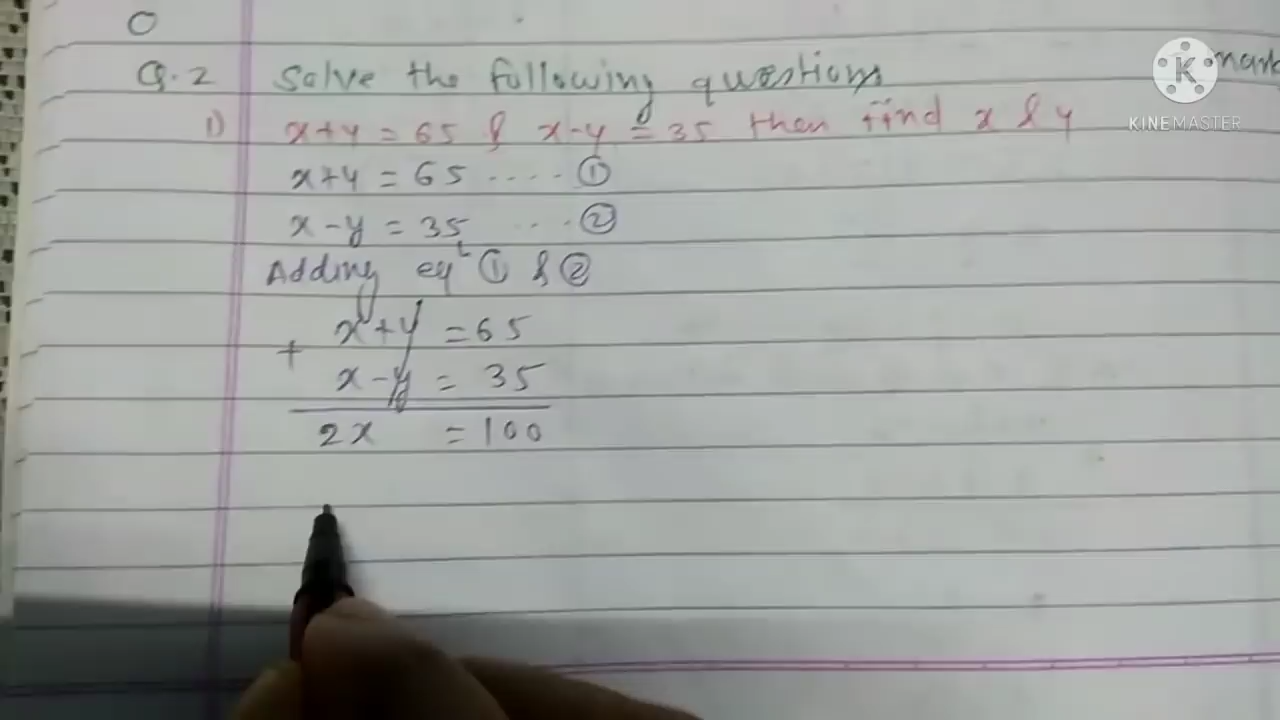 Q.2 Solve the following questions mark
1) x+y = 65 & x-y = 35 then find x & y
x+y = 65 .... ①
x-y = 35 ... ②
Adding eqⁿ ① & ②
x+y = 65
+
x-y = 35
2x = 100
K
KINEMASTER